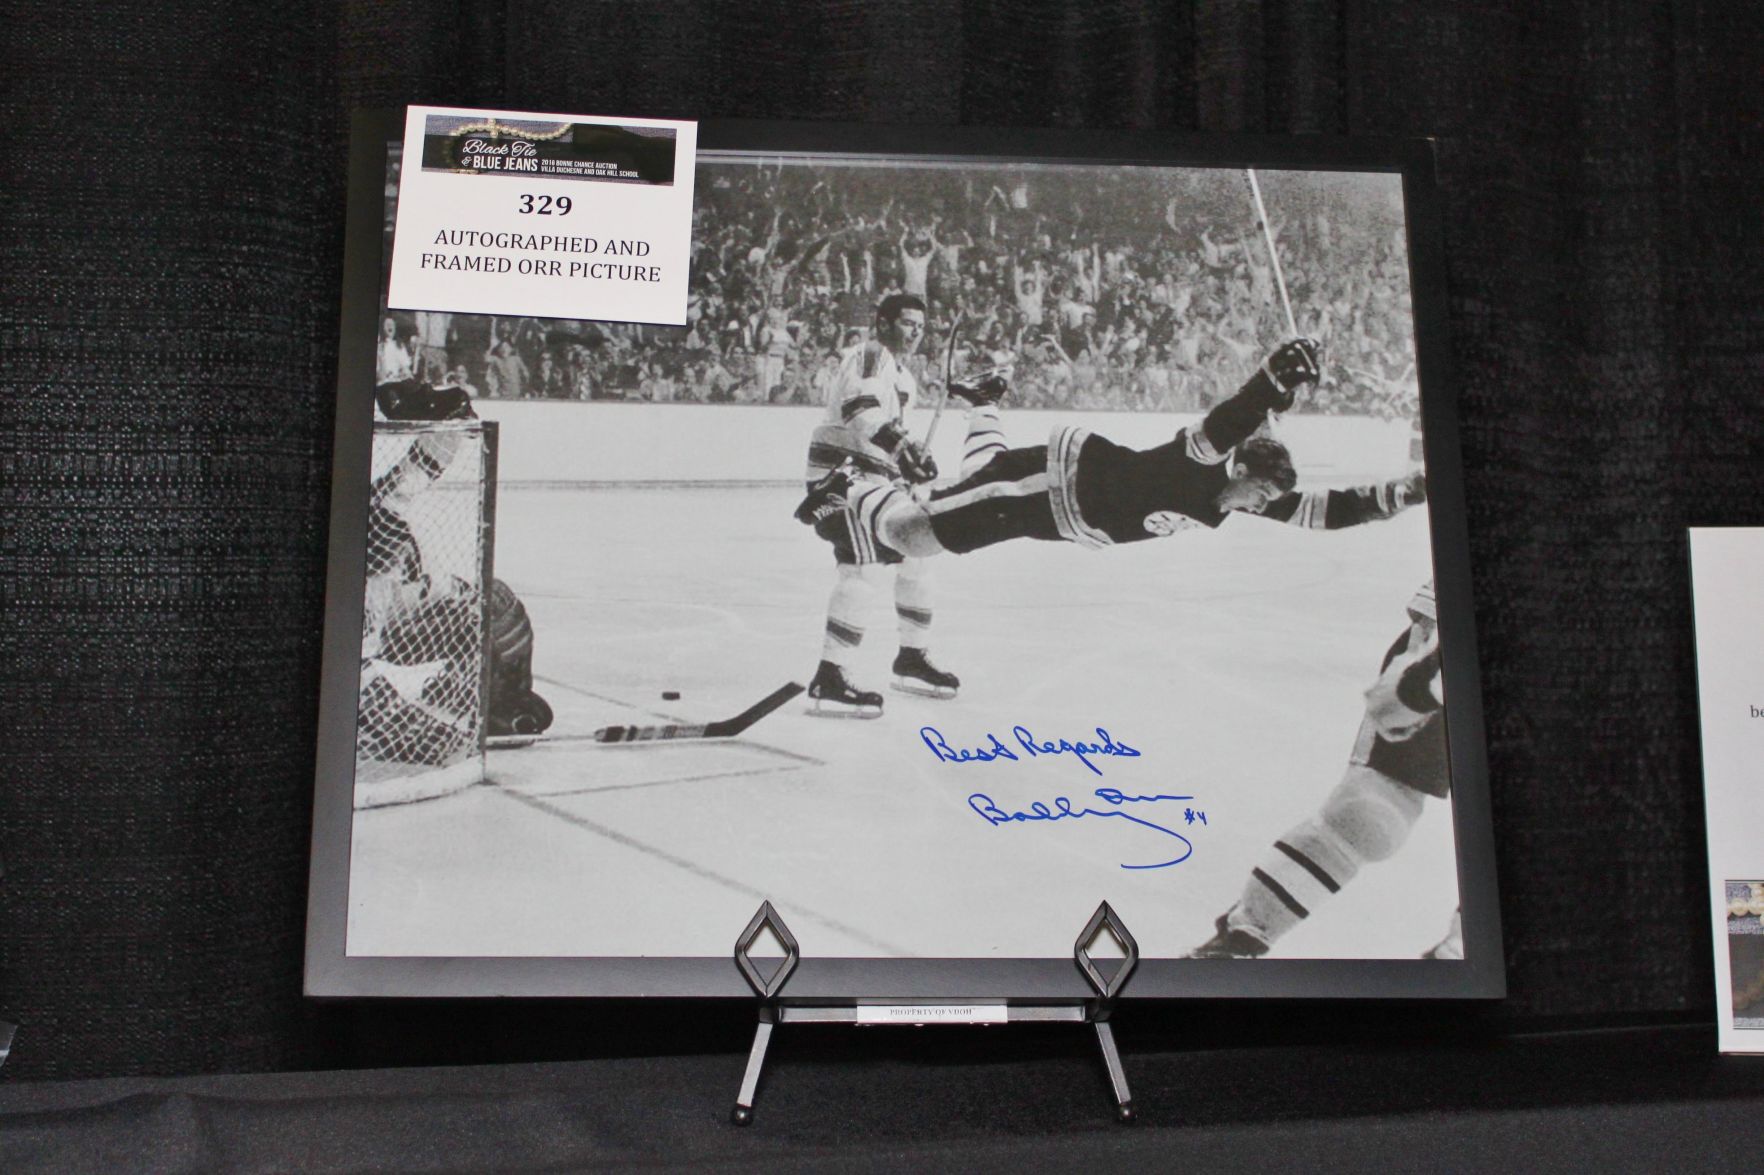 Black Tie
& BLUE JEANS 2018 BONNE CHANCE AUCTION
VILLA DUCHESNE AND OAK HILL SCHOOL
329
AUTOGRAPHED AND
FRAMED ORR PICTURE
Best Regards
Bobby Orr #4
PROPERTY OF VDOH
be